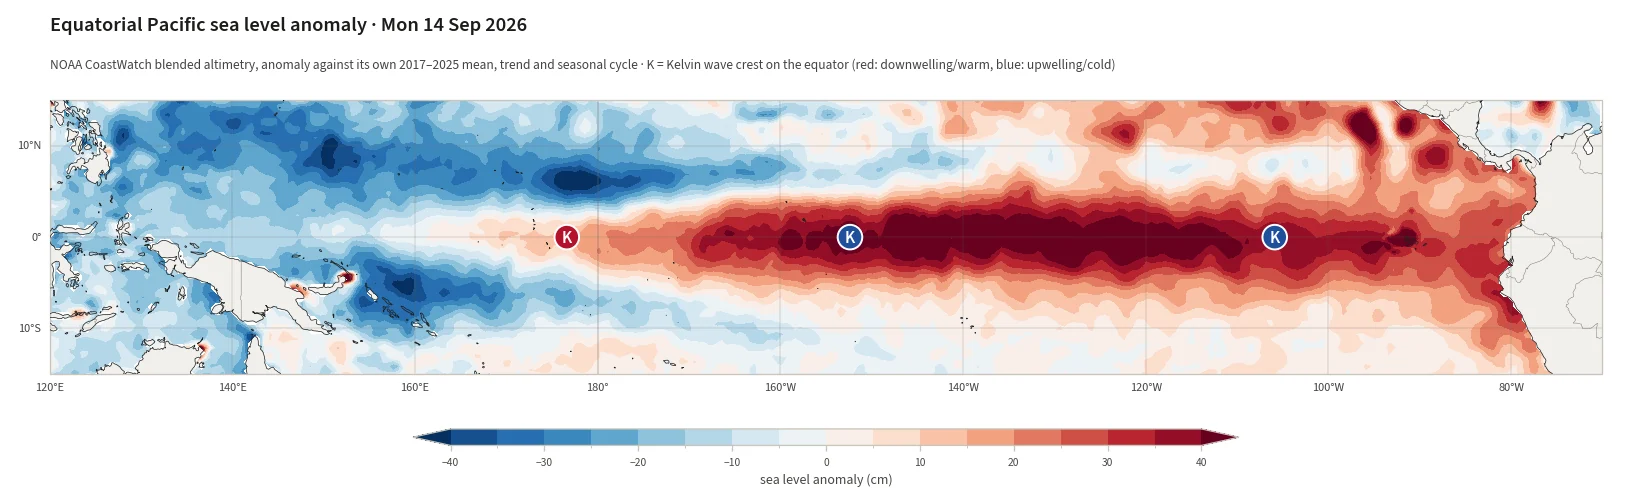 Equatorial Pacific sea level anomaly · Mon 14 Sep 2026
NOAA CoastWatch blended altimetry, anomaly against its own 2017–2025 mean, trend and seasonal cycle · K = Kelvin wave crest on the equator (red: downwelling/warm, blue: upwelling/cold)
10°N
0°
K K K
10°S
120°E 140°E 160°E 180° 160°W 140°W 120°W 100°W 80°W
−40 −30 −20 −10 0 10 20 30 40
sea level anomaly (cm)